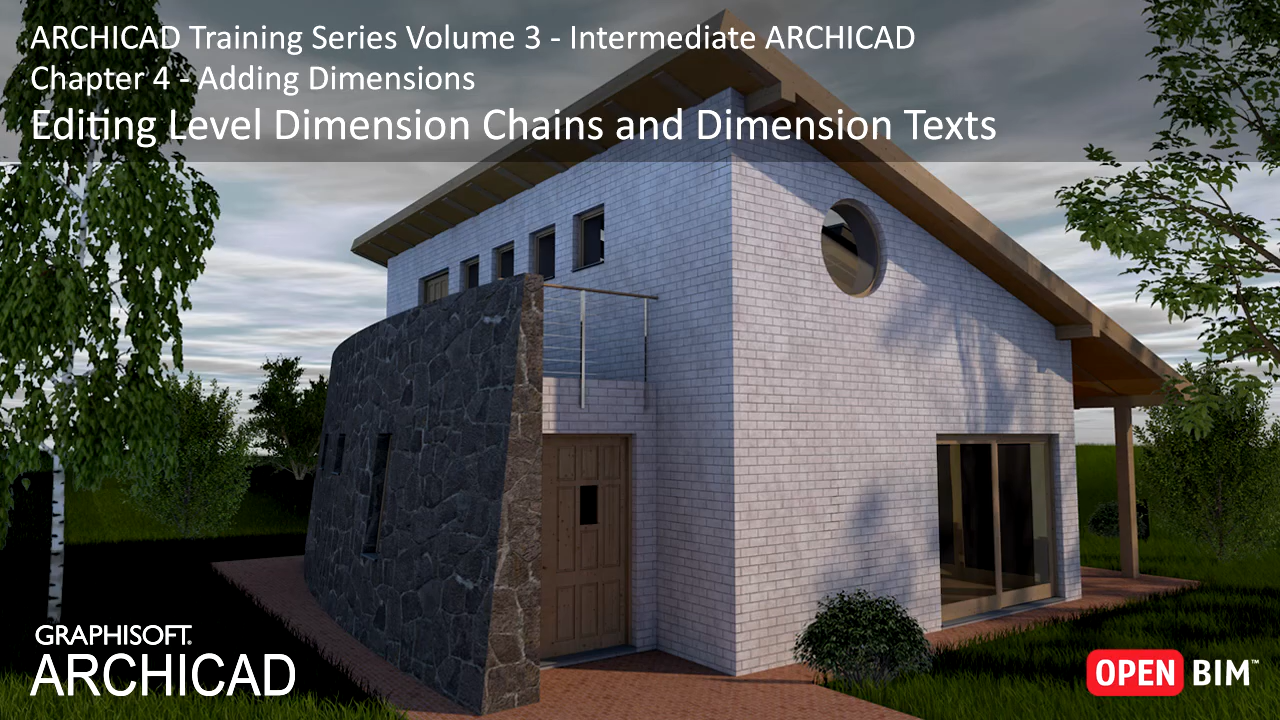 ARCHICAD Training Series Volume 3 - Intermediate ARCHICAD
Chapter 4 - Adding Dimensions
Editing Level Dimension Chains and Dimension Texts
GRAPHISOFT.
ARCHICAD
OPEN BIM™